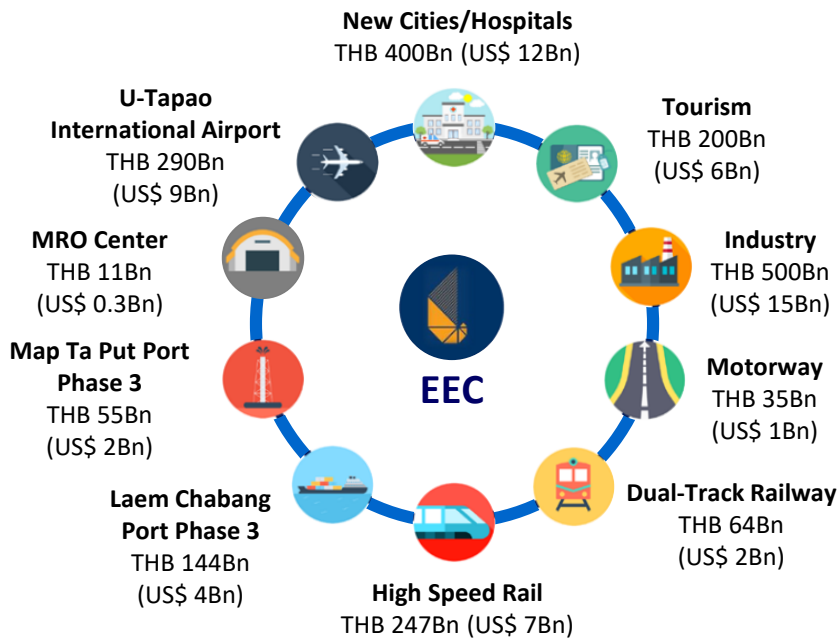 New Cities/Hospitals
THB 400Bn (US$ 12Bn)
Tourism
THB 200Bn
(US$ 6Bn)
Industry
THB 500Bn
(US$ 15Bn)
Motorway
THB 35Bn
(US$ 1Bn)
Dual-Track Railway
THB 64Bn
(US$ 2Bn)
High Speed Rail
THB 247Bn (US$ 7Bn)
Laem Chabang
Port Phase 3
THB 144Bn
(US$ 4Bn)
Map Ta Put Port
Phase 3
THB 55Bn
(US$ 2Bn)
MRO Center
THB 11Bn
(US$ 0.3Bn)
U-Tapao
International Airport
THB 290Bn
(US$ 9Bn)
EEC